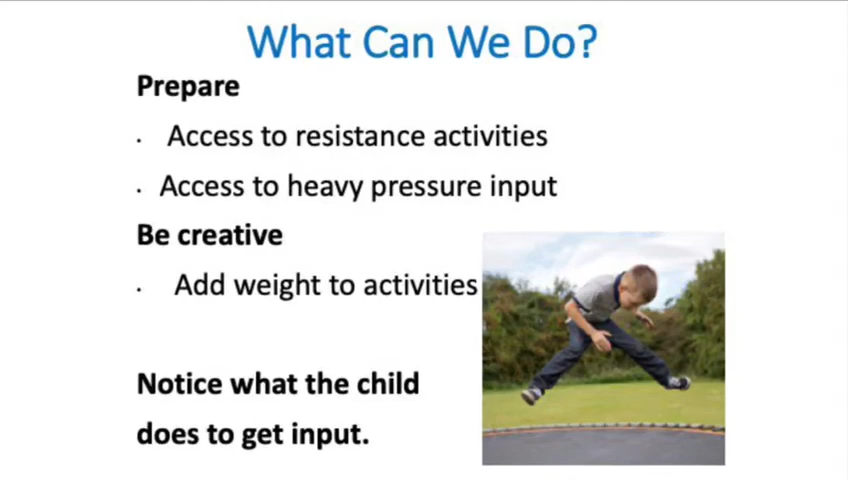 What Can We Do?
Prepare
· Access to resistance activities
· Access to heavy pressure input
Be creative
· Add weight to activities
Notice what the child
does to get input.